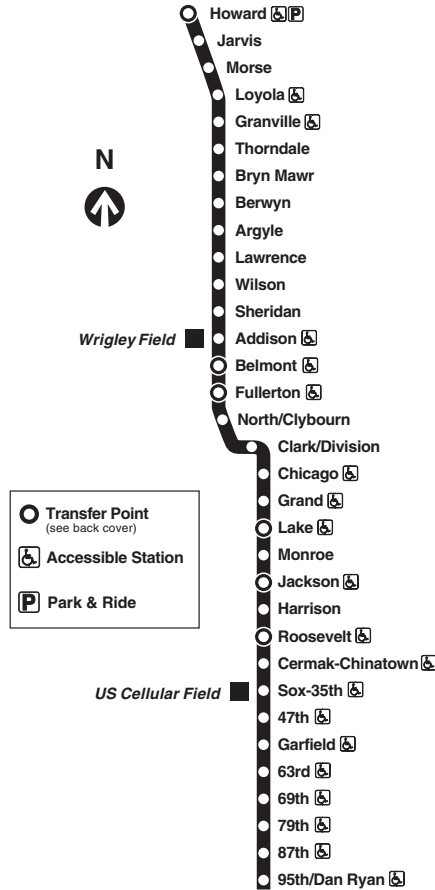 Howard P
Jarvis
Morse
Loyola
Granville
N
Thorndale
Bryn Mawr
Berwyn
Argyle
Lawrence
Wilson
Sheridan
Wrigley Field
Addison
Belmont
Fullerton
North/Clybourn
Clark/Division
Chicago
Grand
Lake
Monroe
Jackson
Harrison
Roosevelt
Cermak-Chinatown
US Cellular Field
Sox-35th
47th
Garfield
63rd
69th
79th
87th
95th/Dan Ryan
Transfer Point
(see back cover)
Accessible Station
P Park & Ride